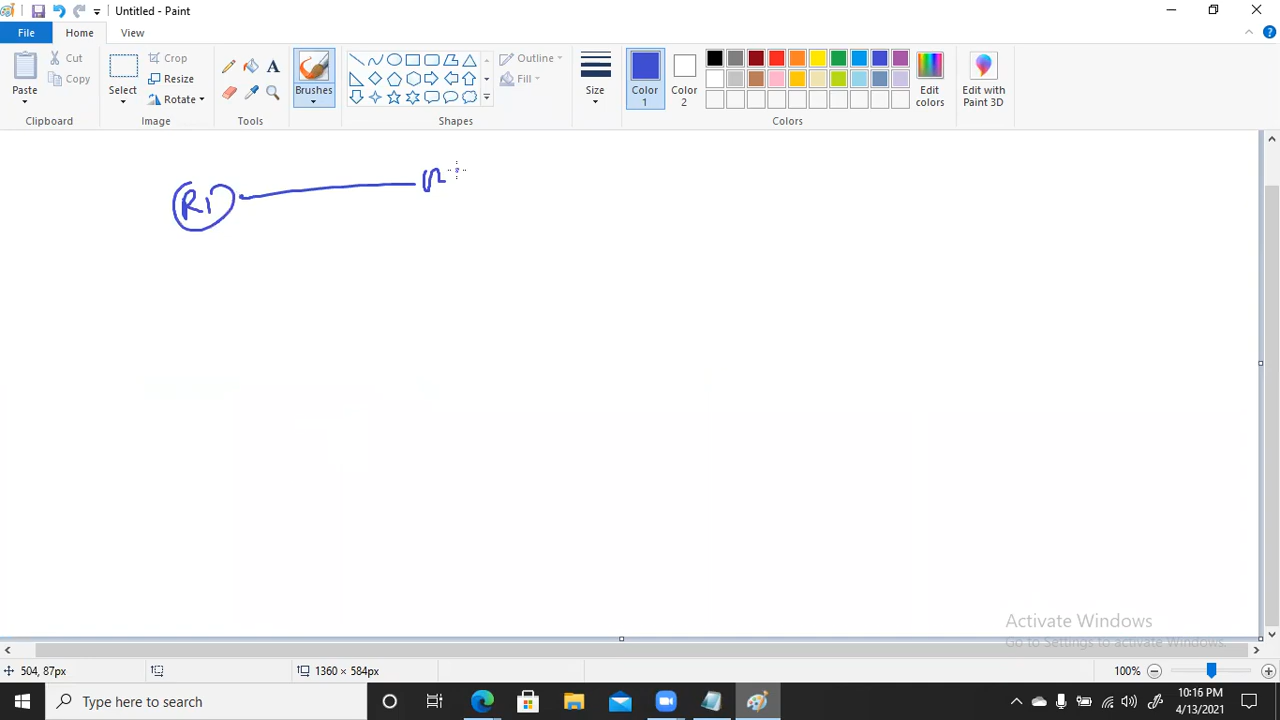 Untitled - Paint
File
Home
View
Paste
Cut
Copy
Clipboard
Select
Crop
Resize
Rotate
Image
Tools
Brushes
Shapes
Outline
Fill
Size
Color 1
Color 2
Edit colors
Edit with Paint 3D
Colors
R1
Activate Windows
Go to Settings to activate Windows.
504, 87px
1360 × 584px
100%
Type here to search
10:16 PM
4/13/2021